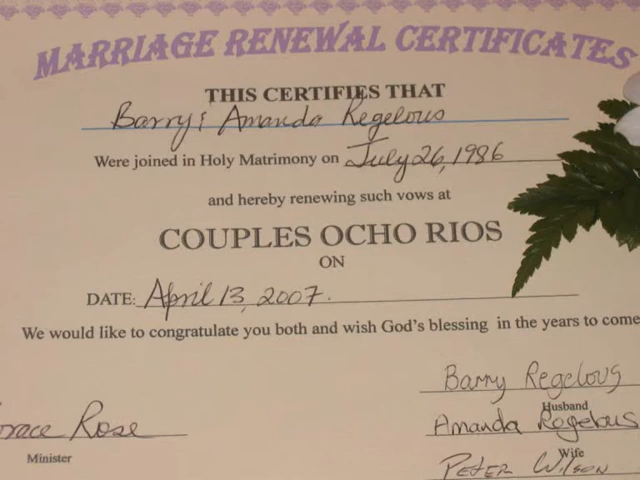 MARRIAGE RENEWAL CERTIFICATES
THIS CERTIFIES THAT
Barry & Amanda Regelous
Were joined in Holy Matrimony on July 26, 1986
and hereby renewing such vows at
COUPLES OCHO RIOS
ON
DATE: April 13, 2007.
We would like to congratulate you both and wish God's blessing in the years to come
Barry Regelous
Husband
Rose
Amanda Regelous
Minister
Wife
Peter Wilson